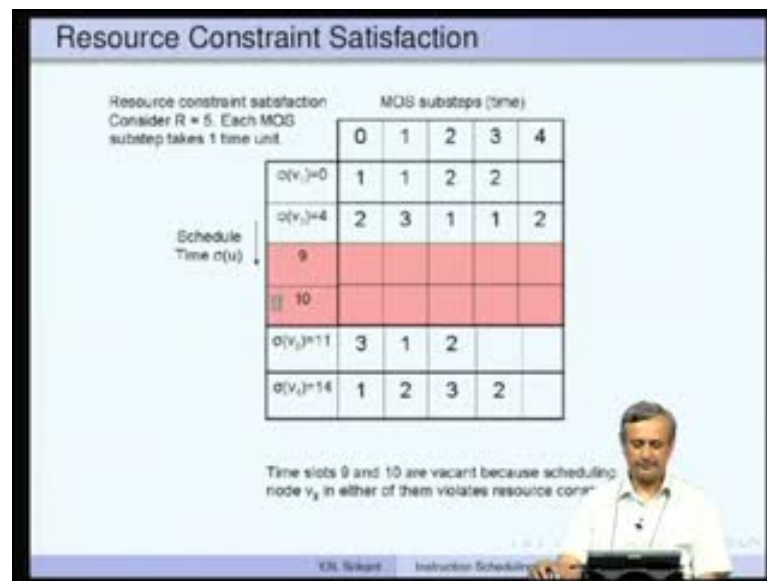 Resource Constraint Satisfaction
Resource constraint satisfaction
Consider R = 5. Each MOS
substep takes 1 time unit.
MOS substeps (time)
0 1 2 3 4
σ(v₁)=0 1 1 2 2
σ(v₂)=4 2 3 1 1 2
Schedule
Time σ(u)
9
10
=11 3 1 2
=14 1 2 3 2
Time slots 9 and 10 are vacant because scheduling
node in either of them violates resource
Y.N. Srikant Instruction Scheduling